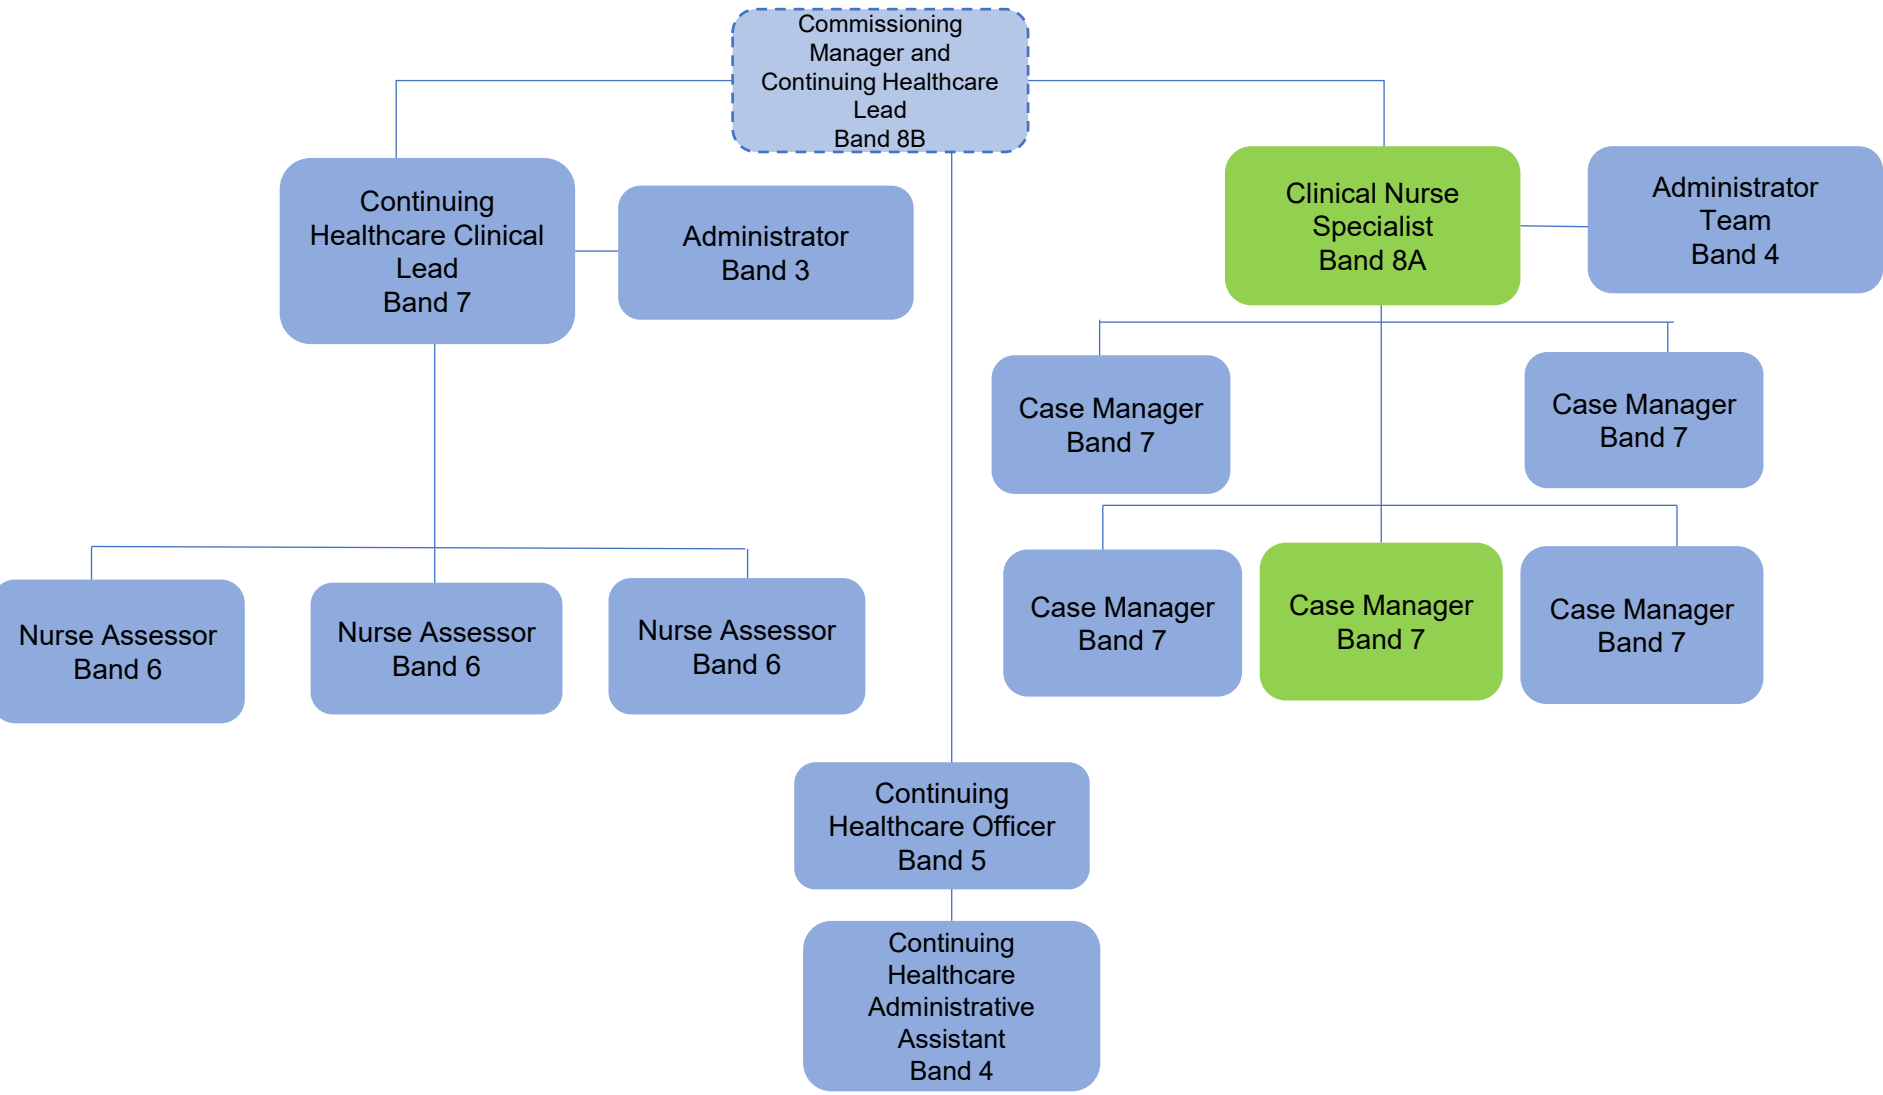 Commissioning
Manager and
Continuing Healthcare
Lead
Band 8B
Continuing
Healthcare Clinical
Lead
Band 7
Administrator
Band 3
Clinical Nurse
Specialist
Band 8A
Administrator
Team
Band 4
Case Manager
Band 7
Case Manager
Band 7
Nurse Assessor
Band 6
Nurse Assessor
Band 6
Nurse Assessor
Band 6
Case Manager
Band 7
Case Manager
Band 7
Case Manager
Band 7
Continuing
Healthcare Officer
Band 5
Continuing
Healthcare
Administrative
Assistant
Band 4